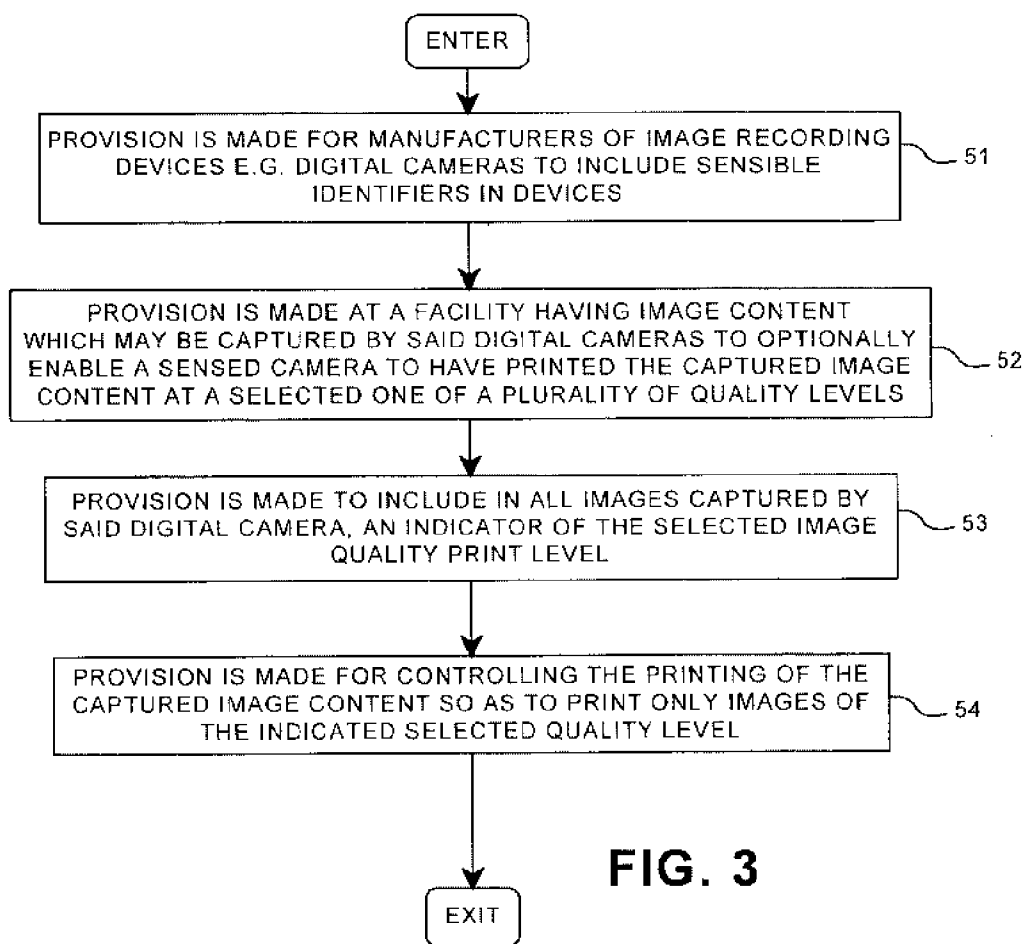 ENTER
PROVISION IS MADE FOR MANUFACTURERS OF IMAGE RECORDING
DEVICES E.G. DIGITAL CAMERAS TO INCLUDE SENSIBLE
IDENTIFIERS IN DEVICES
51
PROVISION IS MADE AT A FACILITY HAVING IMAGE CONTENT
WHICH MAY BE CAPTURED BY SAID DIGITAL CAMERAS TO OPTIONALLY
ENABLE A SENSED CAMERA TO HAVE PRINTED THE CAPTURED IMAGE
CONTENT AT A SELECTED ONE OF A PLURALITY OF QUALITY LEVELS
52
PROVISION IS MADE TO INCLUDE IN ALL IMAGES CAPTURED BY
SAID DIGITAL CAMERA, AN INDICATOR OF THE SELECTED IMAGE
QUALITY PRINT LEVEL
53
PROVISION IS MADE FOR CONTROLLING THE PRINTING OF THE
CAPTURED IMAGE CONTENT SO AS TO PRINT ONLY IMAGES OF
THE INDICATED SELECTED QUALITY LEVEL
54
FIG. 3
EXIT